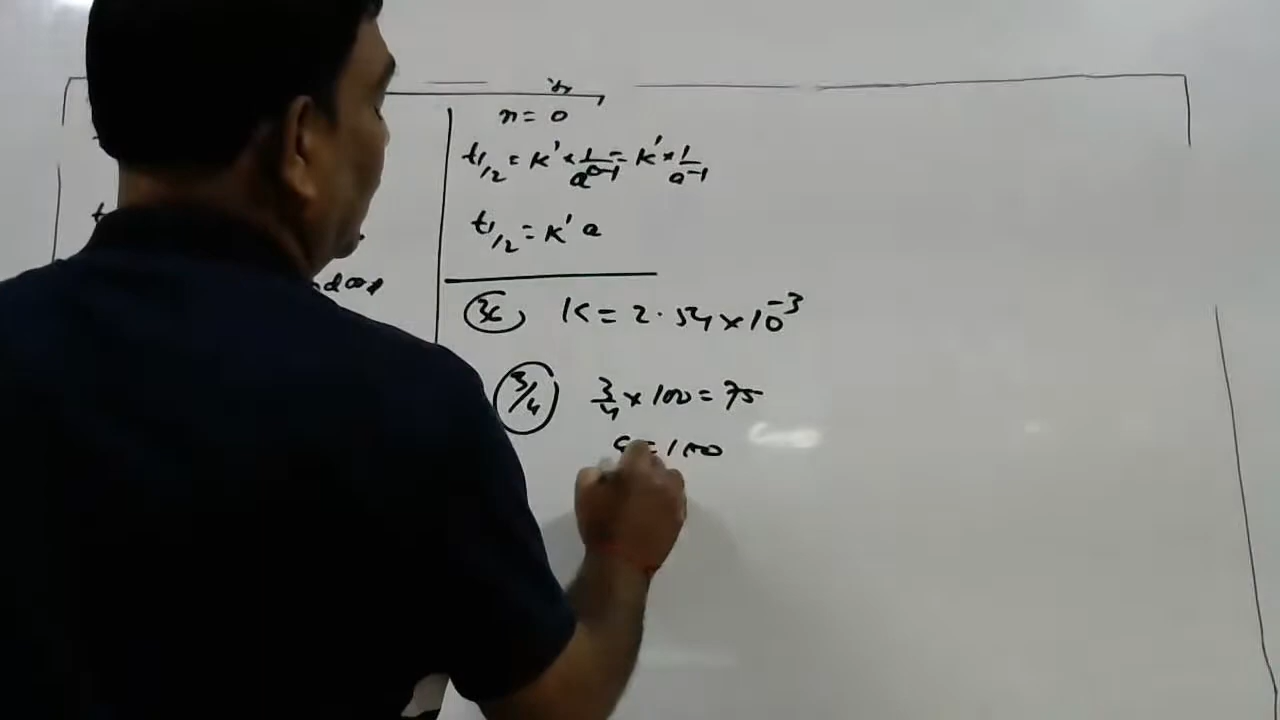 n = 0
t1/2 = K' × 1/a^0-1 = K' × 1/a^-1
t1/2 = K' a
36 K = 2.54 × 10^-3
3/4 3/4 × 100 = 75
a = 100